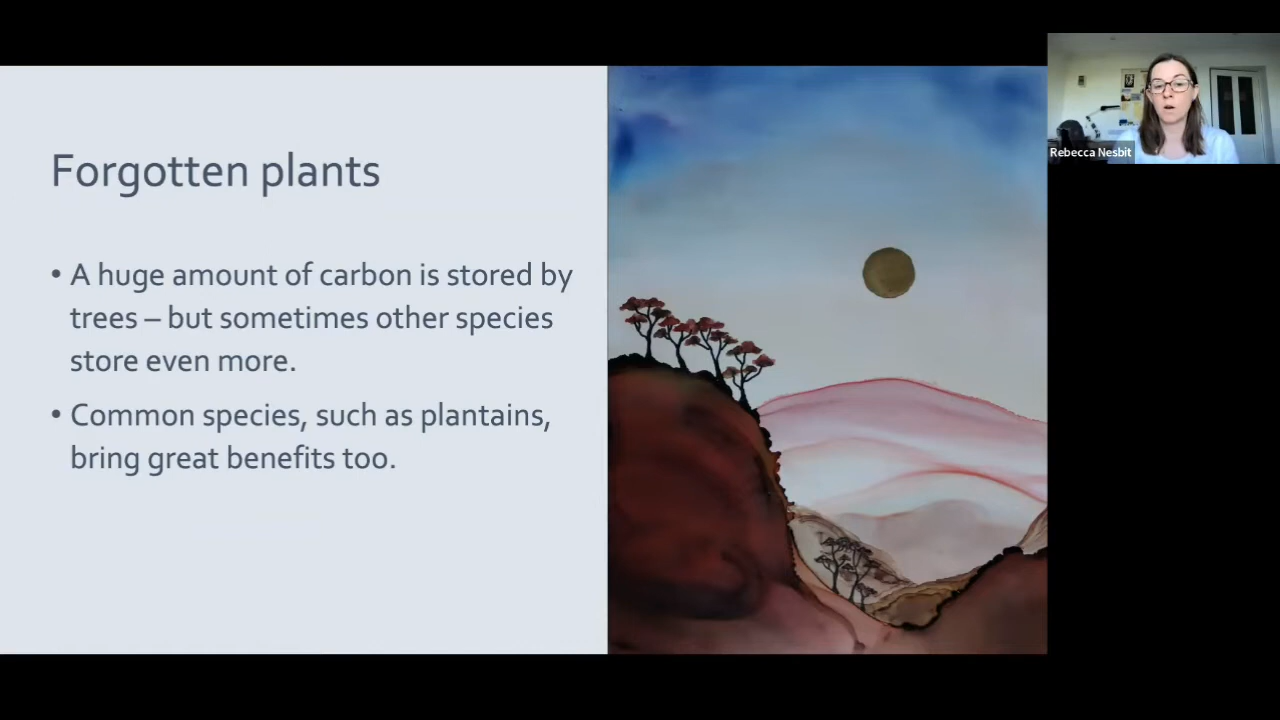 Forgotten plants
• A huge amount of carbon is stored by
trees – but sometimes other species
store even more.
• Common species, such as plantains,
bring great benefits too.
Rebecca Nesbit